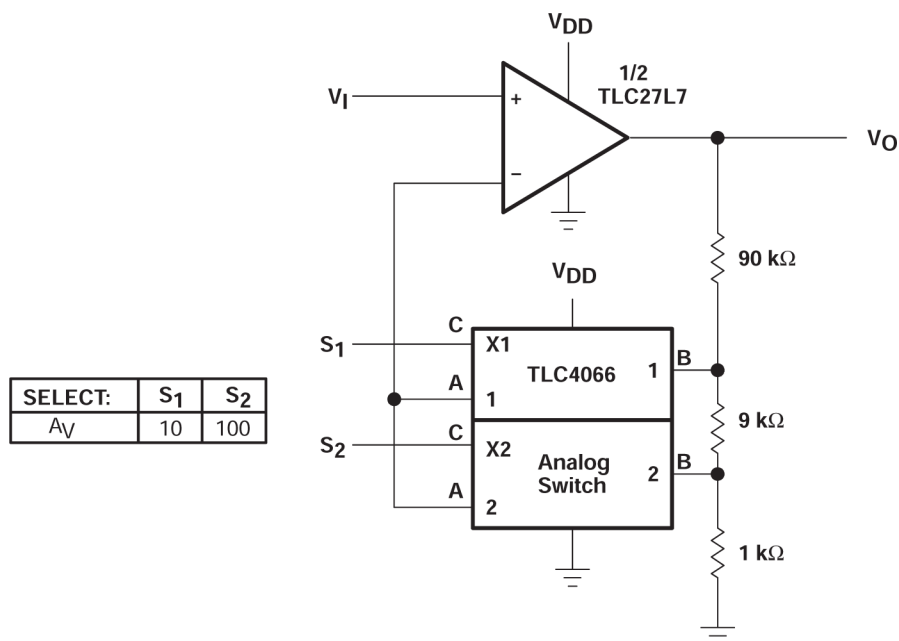 VDD
1/2
TLC27L7
VI
+
−
VO
90 kΩ
VDD
S1
C
X1
TLC4066
1
B
A
1
9 kΩ
S2
C
X2
Analog
Switch
2
B
A
2
1 kΩ
SELECT: S1 S2
AV 10 100